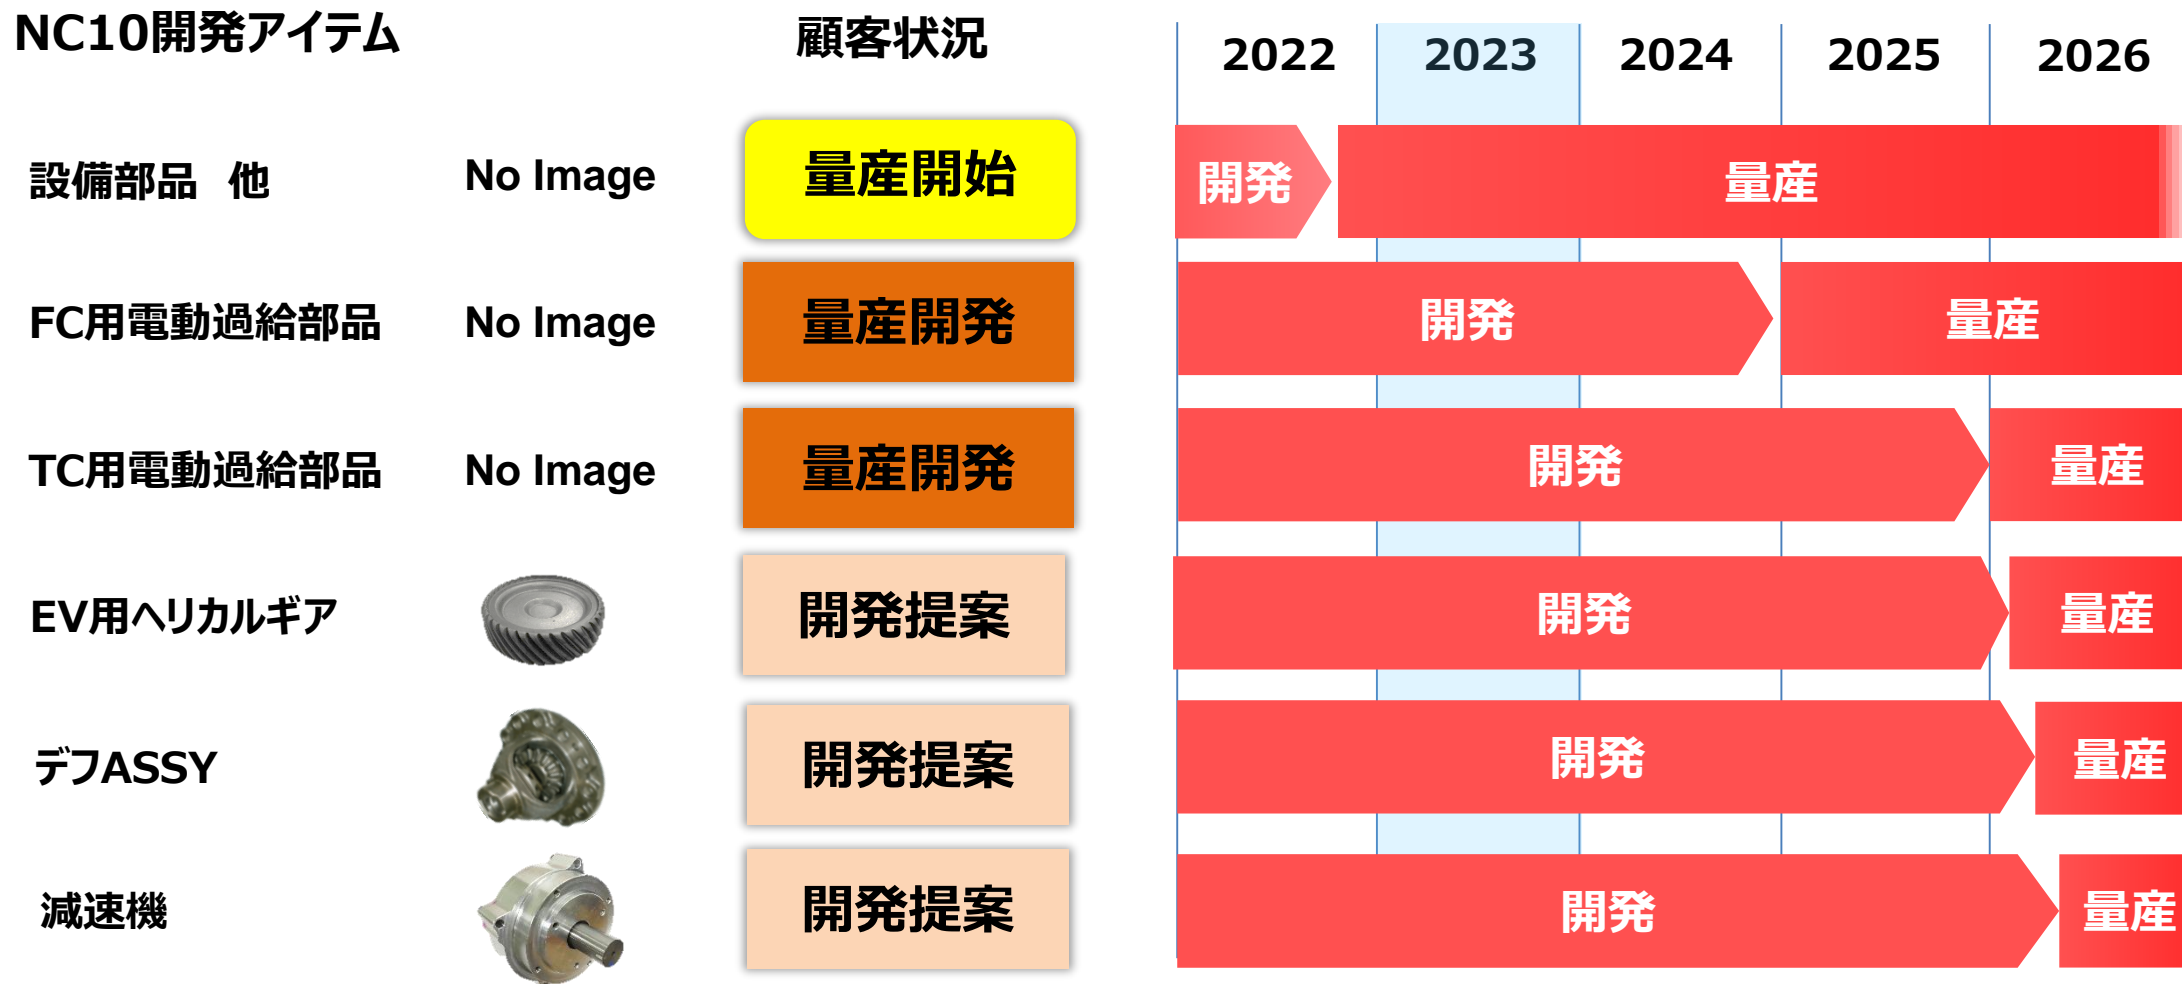 NC10開発アイテム 顧客状況 2022 2023 2024 2025 2026
設備部品　他 No Image 量産開始 開発 量産
FC用電動過給部品 No Image 量産開発 開発 量産
TC用電動過給部品 No Image 量産開発 開発 量産
EV用ヘリカルギア 開発提案 開発 量産
デフASSY 開発提案 開発 量産
減速機 開発提案 開発 量産